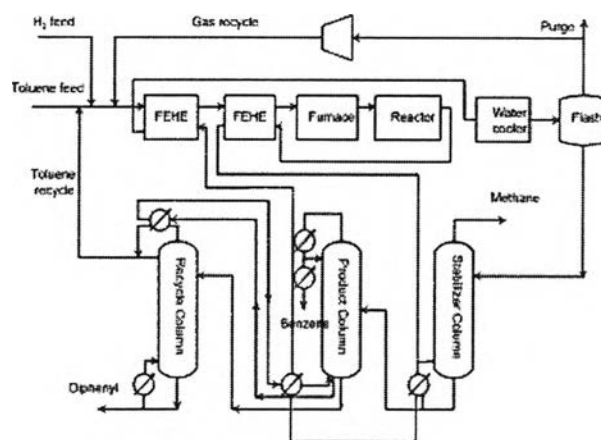 H₂ feed
Gas recycle
Purge
Toluene feed
FEHE
FEHE
Furnace
Reactor
Water
cooler
Flash
Toluene
recycle
Methane
Recycle Column
Product Column
Stabilizer Column
Benzene
Diphenyl